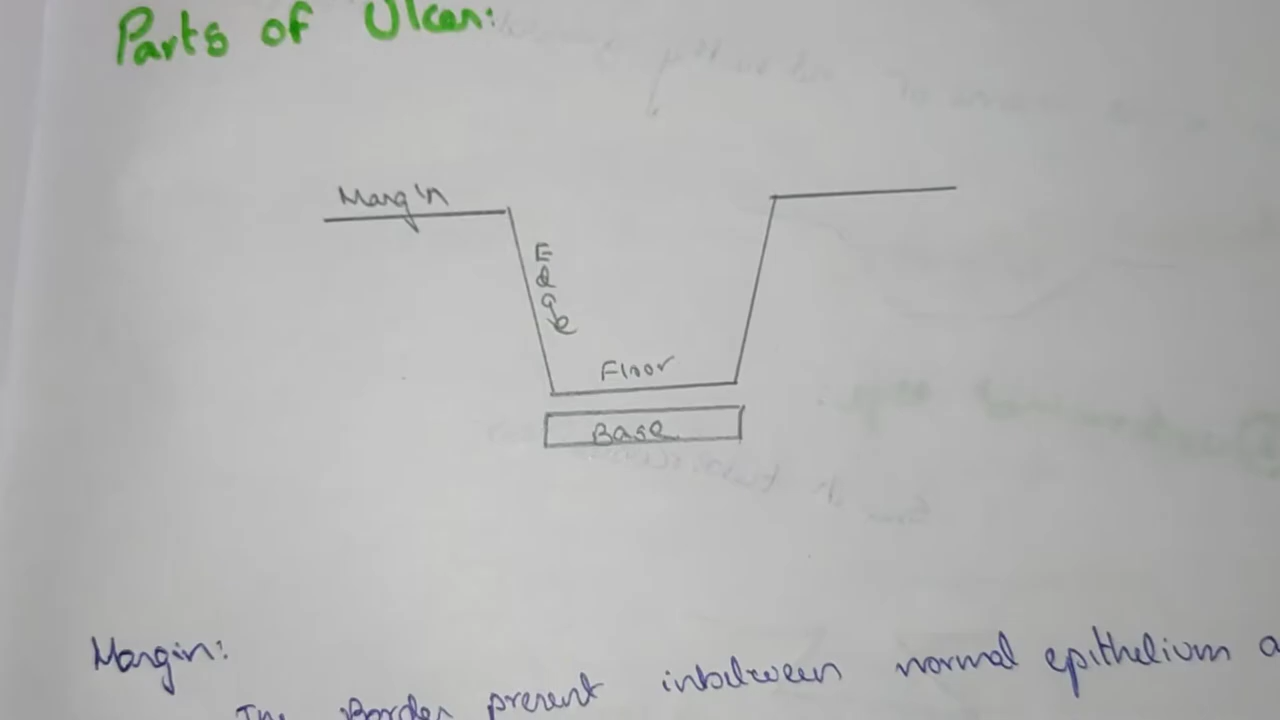 Parts of Ulcer:
Margin
Edge
Floor
Base
Margin:
The Border present inbetween normal epithelium